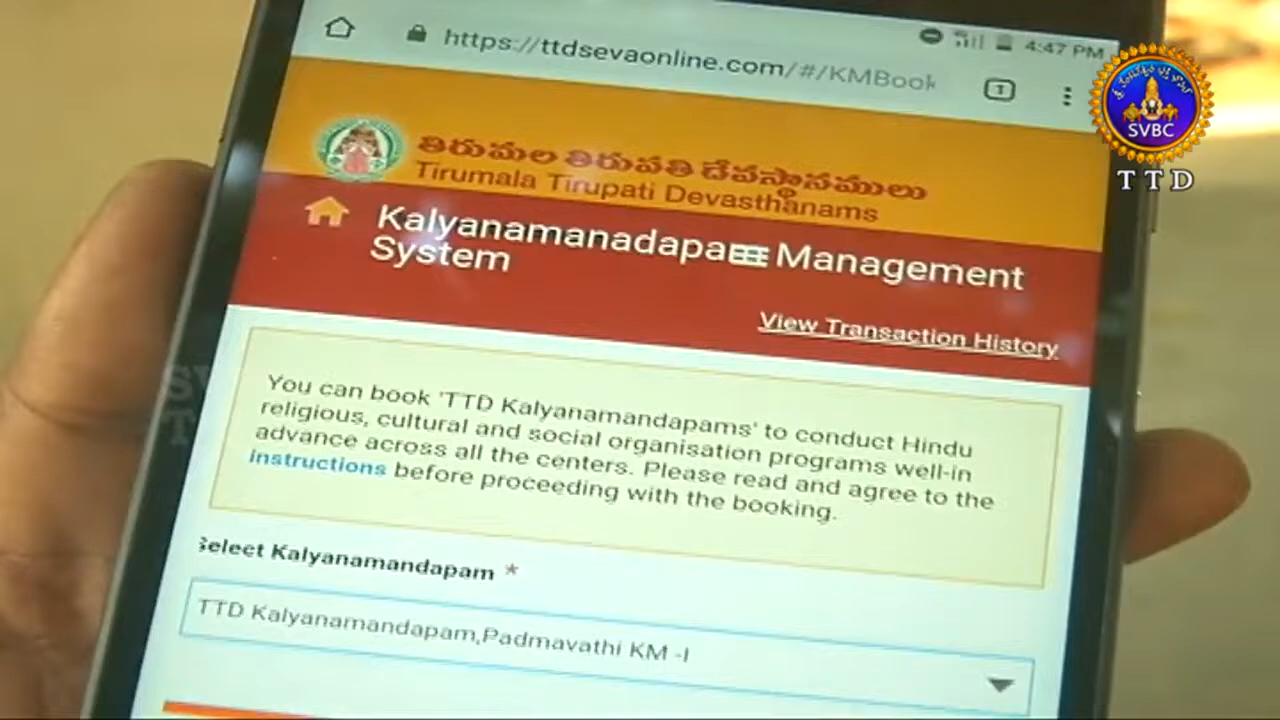 https://ttdsevaonline.com/#/KMBook
4:47 PM
SVBC
TTD
తిరుమల తిరుపతి దేవస్థానములు
Tirumala Tirupati Devasthanams
Kalyanamanadapam Management
System
View Transaction History
You can book 'TTD Kalyanamandapams' to conduct Hindu
religious, cultural and social organisation programs well-in
advance across all the centers. Please read and agree to the
instructions before proceeding with the booking.
Select Kalyanamandapam *
TTD Kalyanamandapam,Padmavathi KM -I